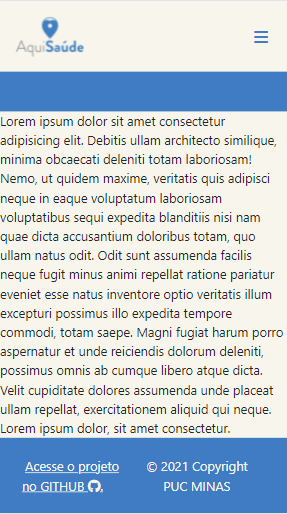 AquiSaúde
Lorem ipsum dolor sit amet consectetur
adipisicing elit. Debitis ullam architecto similique,
minima obcaecati deleniti totam laboriosam!
Nemo, ut quidem maxime, veritatis quis adipisci
neque in eaque voluptatum laboriosam
voluptatibus sequi expedita blanditiis nisi nam
quae dicta accusantium doloribus totam, quo
ullam natus odit. Odit sunt assumenda facilis
neque fugit minus animi repellat ratione pariatur
eveniet esse natus inventore optio veritatis illum
excepturi possimus illo expedita tempore
commodi, totam saepe. Magni fugiat harum porro
aspernatur et unde reiciendis dolorum deleniti,
possimus omnis ab cumque libero atque dicta.
Velit cupiditate dolores assumenda unde placeat
ullam repellat, exercitationem aliquid qui neque.
Lorem ipsum dolor, sit amet consectetur.
Acesse o projeto
no GITHUB .
© 2021 Copyright
PUC MINAS